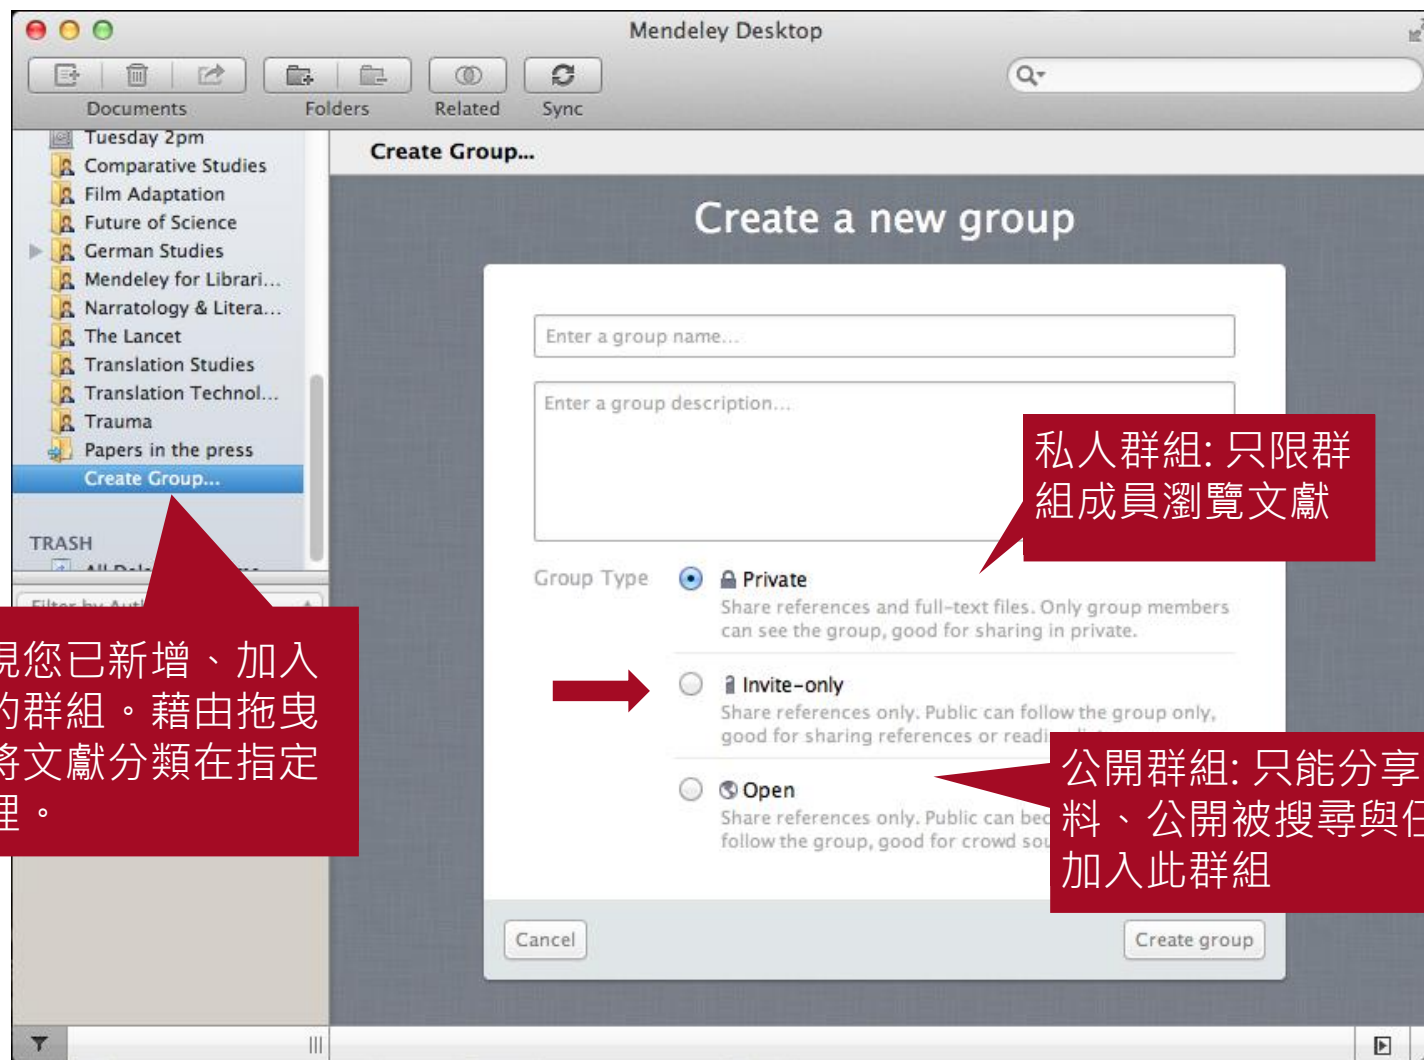 Mendeley Desktop
Documents
Folders
Related
Sync
Tuesday 2pm
Comparative Studies
Film Adaptation
Future of Science
German Studies
Mendeley for Librari...
Narratology & Litera...
The Lancet
Translation Studies
Translation Technol...
Trauma
Papers in the press
Create Group...
TRASH
Filter by
現您已新增、加入
的群組。藉由拖曳
將文獻分類在指定
裡。
Create Group...
Create a new group
Enter a group name...
Enter a group description...
私人群組: 只限群
組成員瀏覽文獻
Group Type
Private
Share references and full-text files. Only group members
can see the group, good for sharing in private.
Invite-only
Share references only. Public can follow the group only,
good for sharing references or
Open
Share references only. Public can
follow the group, good for crowd
公開群組: 只能分享
料、公開被搜尋與任
加入此群組
Cancel
Create group